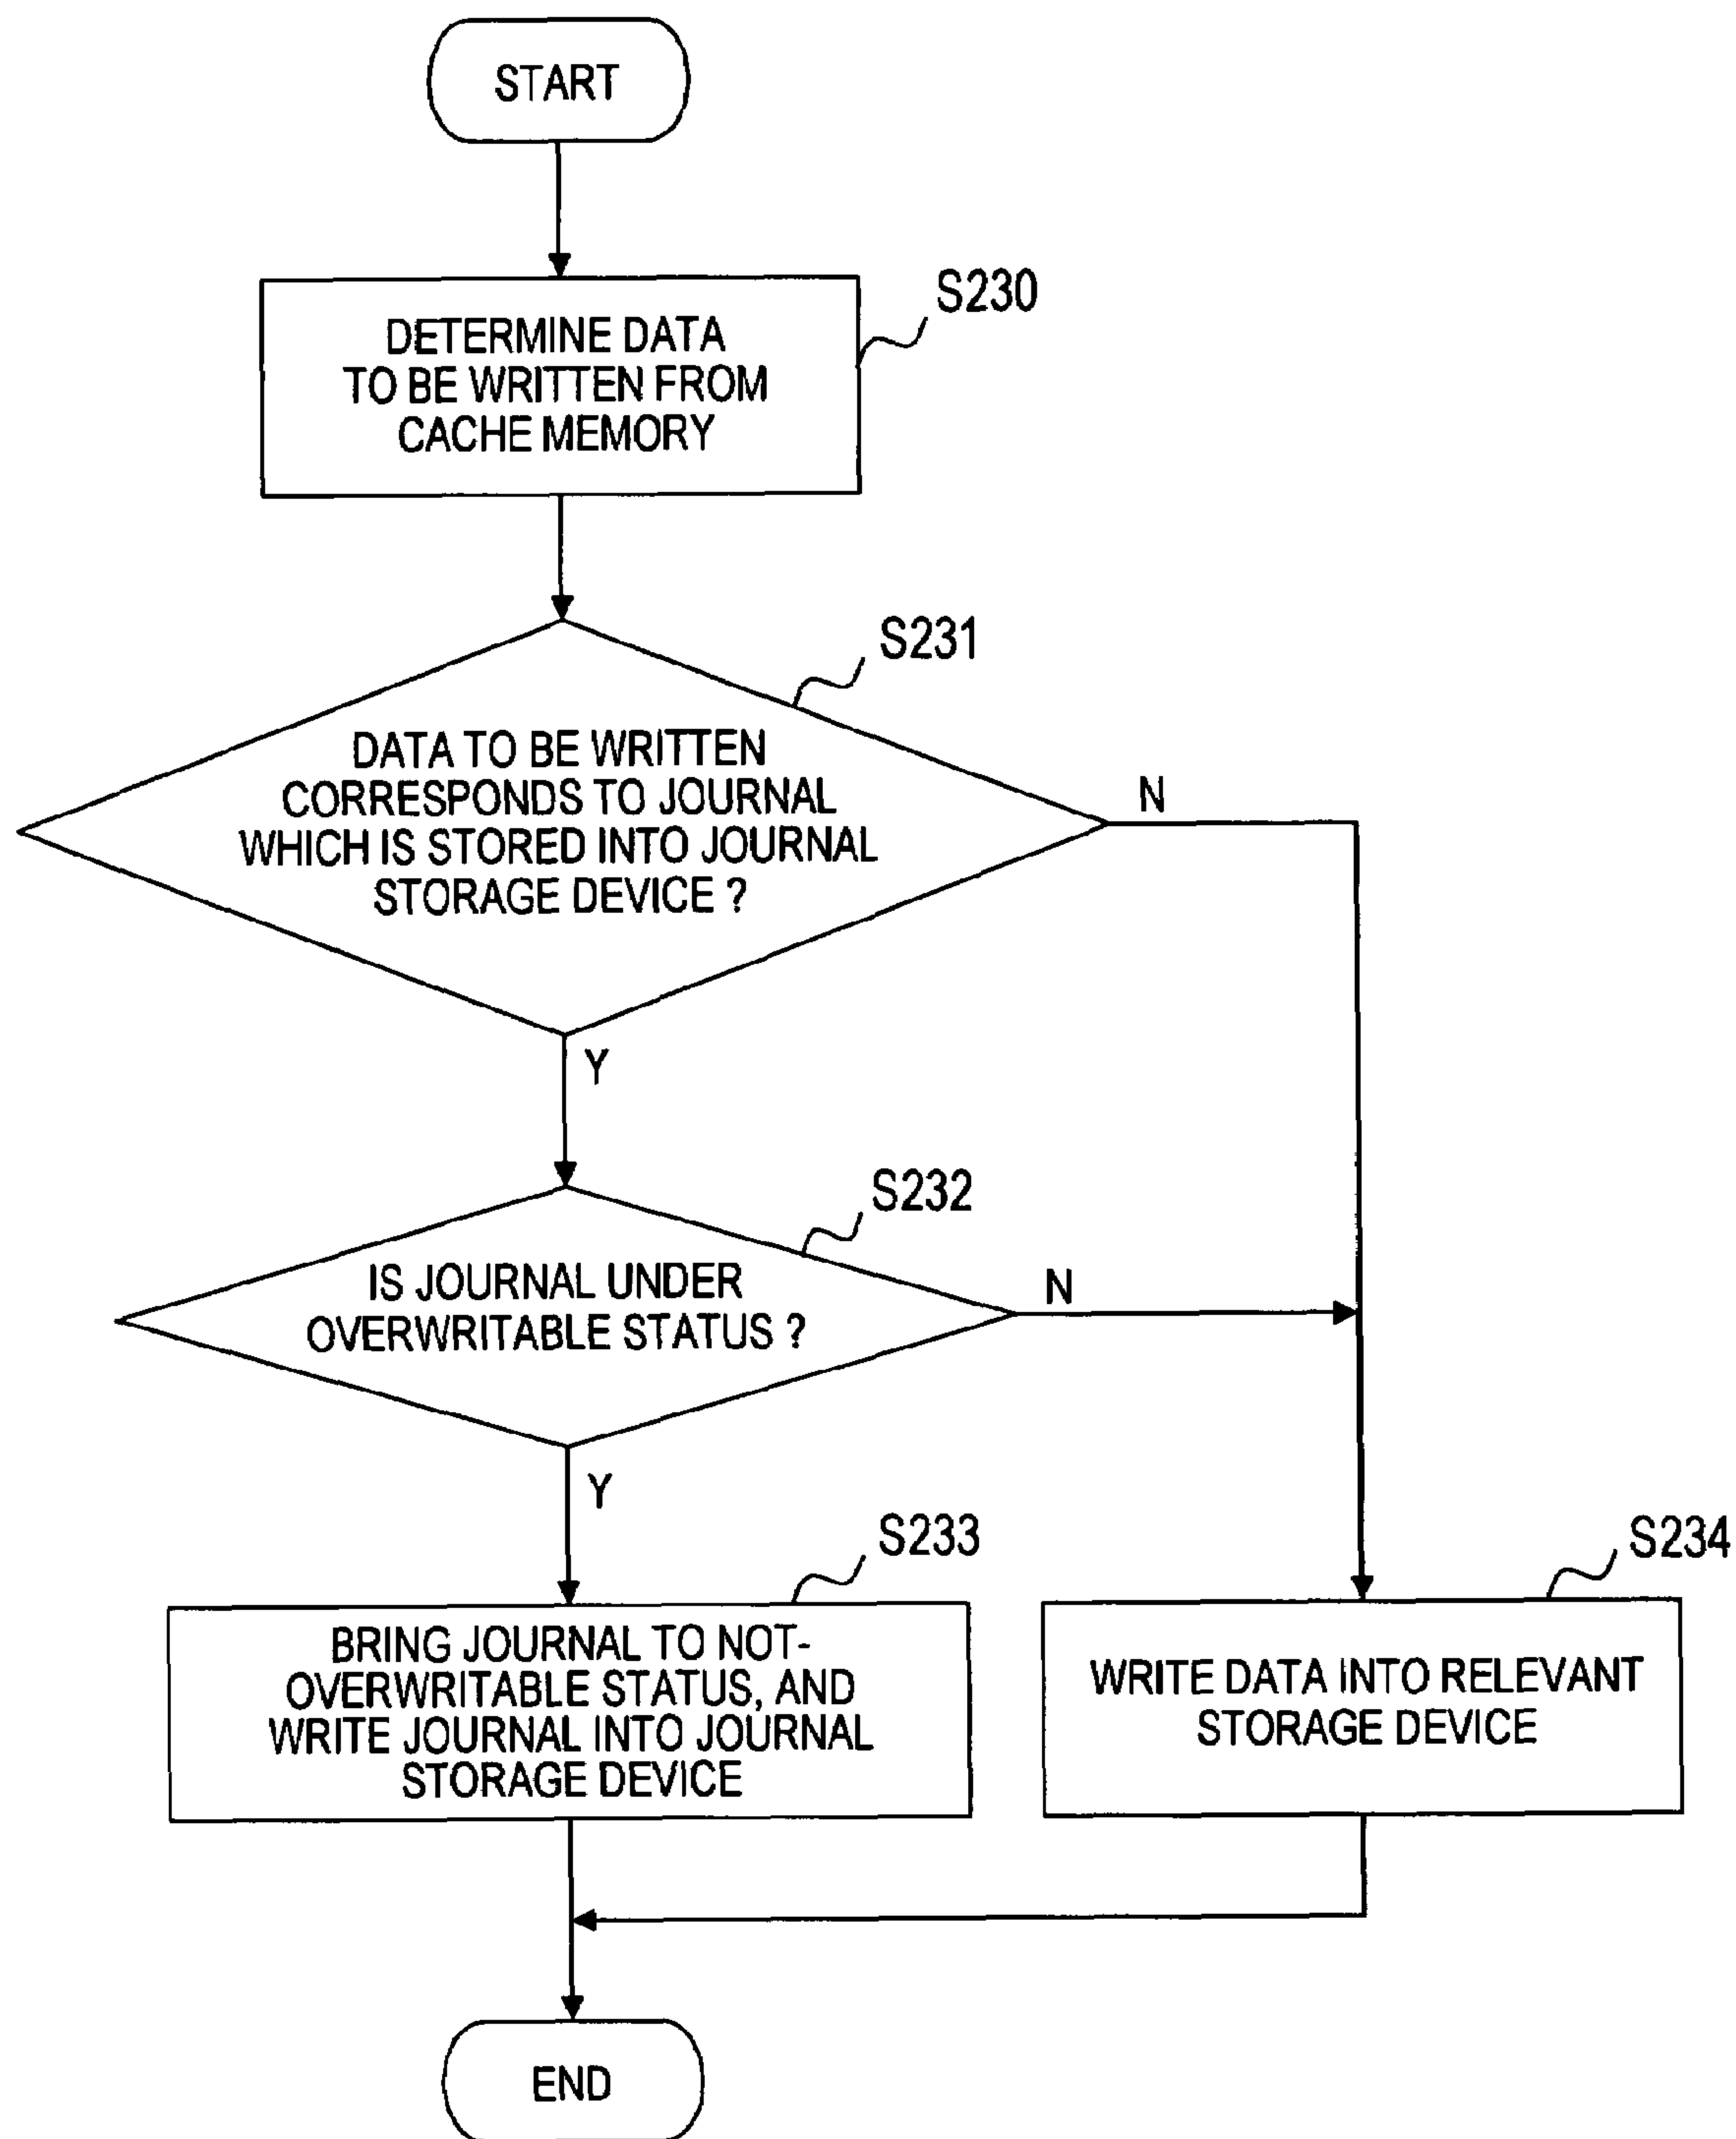 START
S230
DETERMINE DATA
TO BE WRITTEN FROM
CACHE MEMORY
S231
DATA TO BE WRITTEN
CORRESPONDS TO JOURNAL
WHICH IS STORED INTO JOURNAL
STORAGE DEVICE ?
N
Y
S232
IS JOURNAL UNDER
OVERWRITABLE STATUS ?
N
Y
S233
BRING JOURNAL TO NOT-
OVERWRITABLE STATUS, AND
WRITE JOURNAL INTO JOURNAL
STORAGE DEVICE
S234
WRITE DATA INTO RELEVANT
STORAGE DEVICE
END